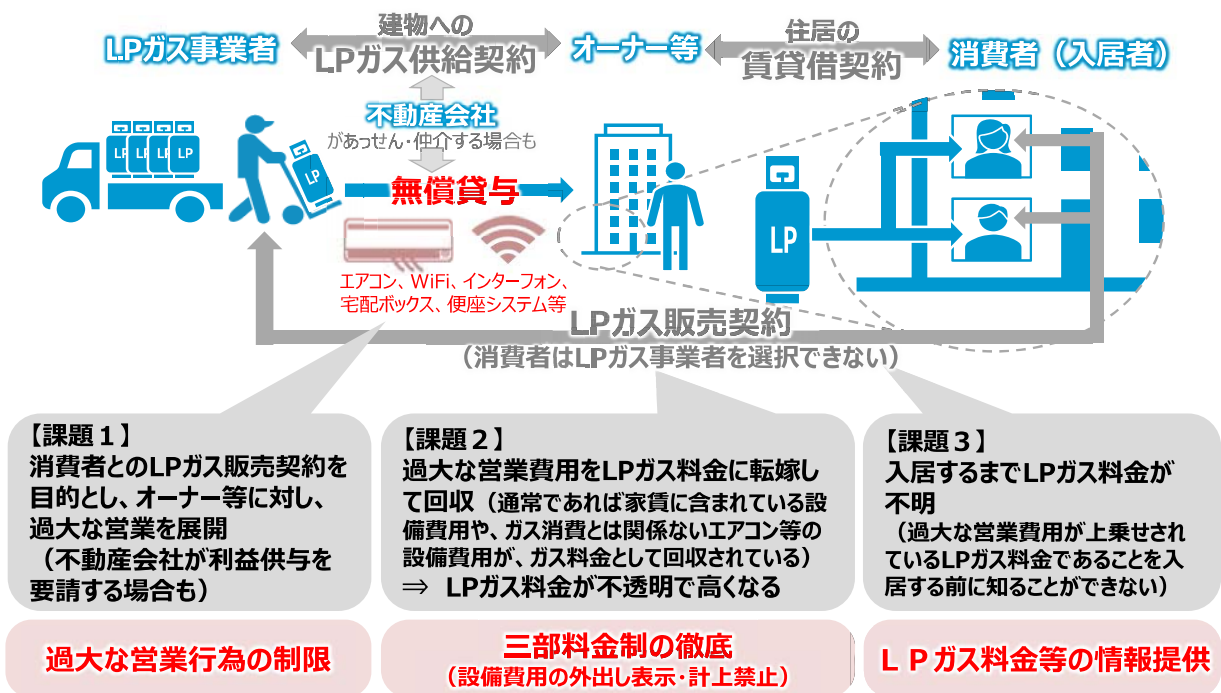 建物への
LPガス事業者
LPガス供給契約
オーナー等
住居の
賃貸借契約
消費者（入居者）
不動産会社
があっせん・仲介する場合も
LP LP LP LP
LP
無償貸与
LP
エアコン、WiFi、インターフォン、
宅配ボックス、便座システム等
LPガス販売契約
（消費者はLPガス事業者を選択できない）
【課題１】
消費者とのLPガス販売契約を
目的とし、オーナー等に対し、
過大な営業を展開
（不動産会社が利益供与を
要請する場合も）
【課題２】
過大な営業費用をLPガス料金に転嫁し
て回収（通常であれば家賃に含まれている設
備費用や、ガス消費とは関係ないエアコン等の
設備費用が、ガス料金として回収されている）
⇒ LPガス料金が不透明で高くなる
【課題３】
入居するまでLPガス料金が
不明
（過大な営業費用が上乗せされ
ているLPガス料金であることを入
居する前に知ることができない）
過大な営業行為の制限
三部料金制の徹底
（設備費用の外出し表示・計上禁止）
ＬＰガス料金等の情報提供